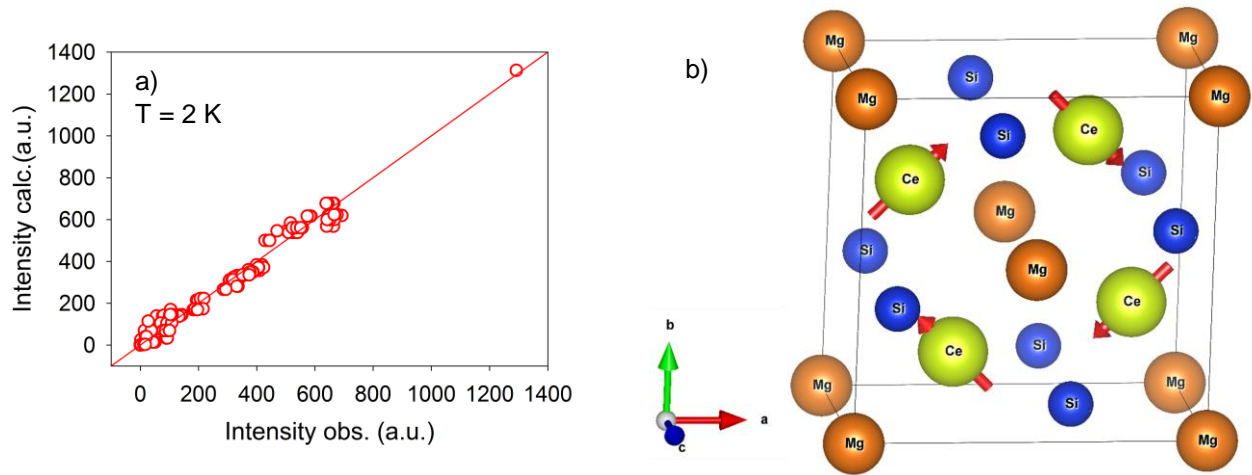 a)
T = 2 K
Intensity calc.(a.u.)
1400
1200
1000
800
600
400
200
0
0 200 400 600 800 1000 1200 1400
Intensity obs. (a.u.)
b)
Mg Mg
Si
Mg Mg
Ce
Si
Si
Ce
Mg
Si
Si
Mg
Ce
Si
Si
Ce
Mg Mg
Si
Mg Mg
b
a
c